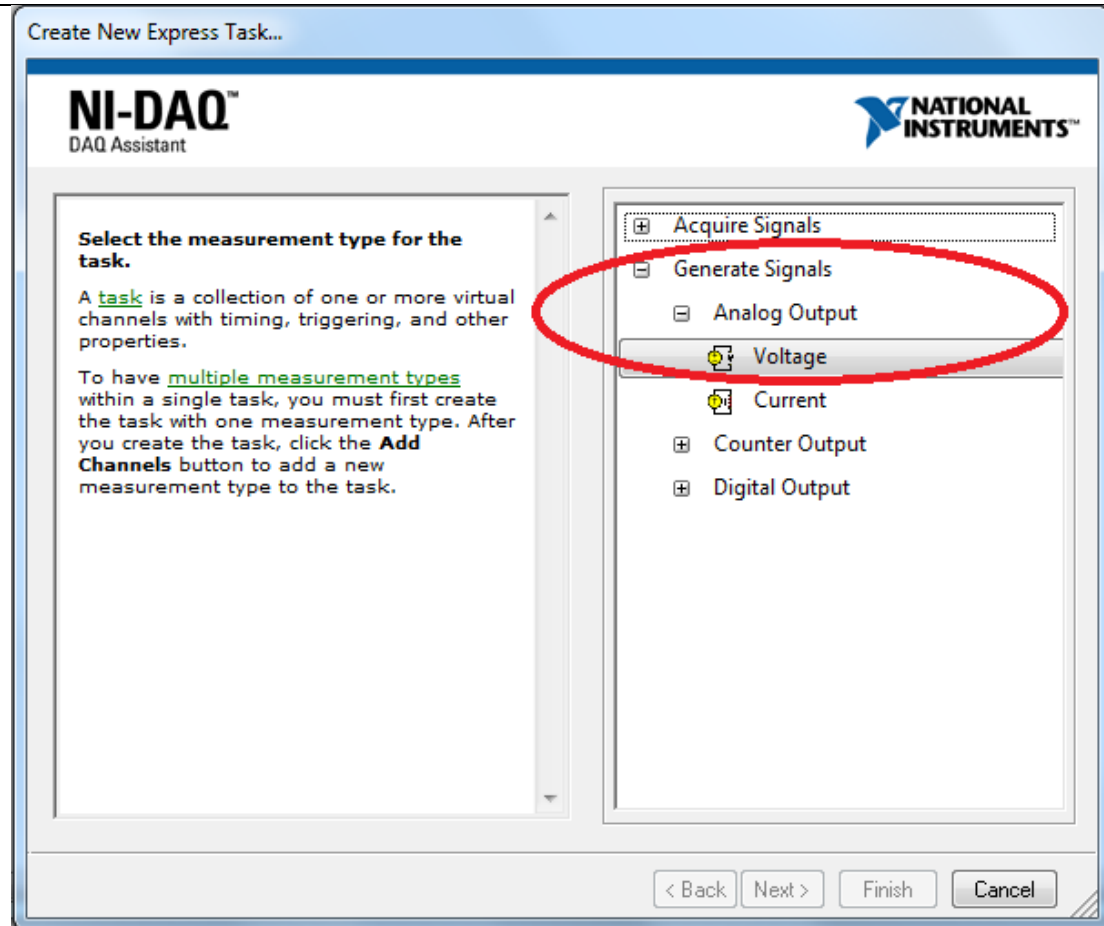 Create New Express Task...
NI-DAQ™
DAQ Assistant
NATIONAL
INSTRUMENTS™
Select the measurement type for the
task.
A task is a collection of one or more virtual
channels with timing, triggering, and other
properties.
To have multiple measurement types
within a single task, you must first create
the task with one measurement type. After
you create the task, click the Add
Channels button to add a new
measurement type to the task.
Acquire Signals
Generate Signals
Analog Output
Voltage
Current
Counter Output
Digital Output
< Back
Next >
Finish
Cancel